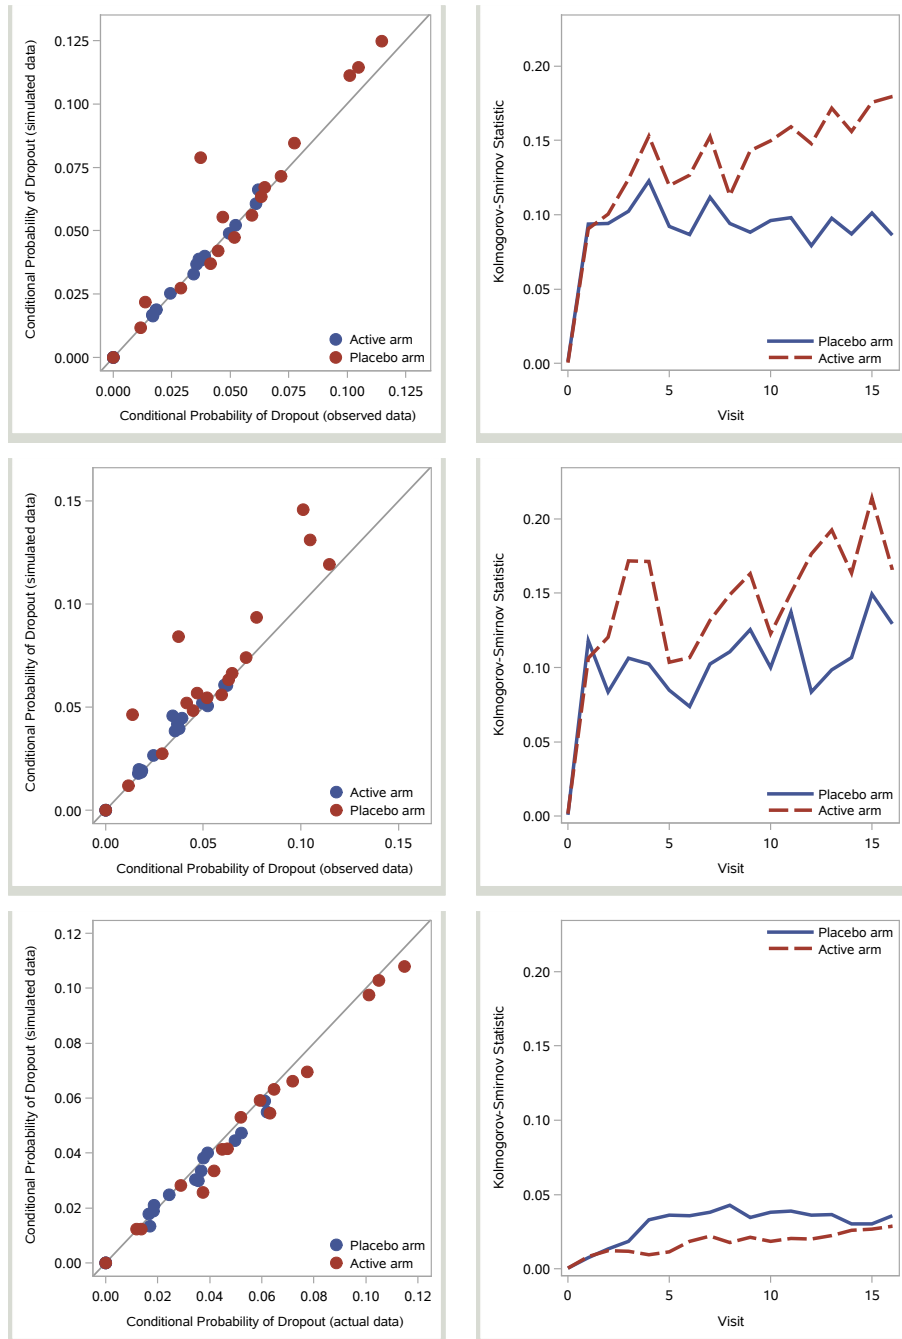 Conditional Probability of Dropout (simulated data)
0.125
0.100
0.075
0.050
0.025
0.000
Active arm
Placebo arm
0.000 0.025 0.050 0.075 0.100 0.125
Conditional Probability of Dropout (observed data)
Kolmogorov-Smirnov Statistic
0.20
0.15
0.10
0.05
0.00
Placebo arm
Active arm
0 5 10 15
Visit
Conditional Probability of Dropout (simulated data)
0.15
0.10
0.05
0.00
Active arm
Placebo arm
0.00 0.05 0.10 0.15
Conditional Probability of Dropout (observed data)
Kolmogorov-Smirnov Statistic
0.20
0.15
0.10
0.05
0.00
Placebo arm
Active arm
0 5 10 15
Visit
Conditional Probability of Dropout (simulated data)
0.12
0.10
0.08
0.06
0.04
0.02
0.00
Placebo arm
Active arm
0.00 0.02 0.04 0.06 0.08 0.10 0.12
Conditional Probability of Dropout (actual data)
Kolmogorov-Smirnov Statistic
Placebo arm
Active arm
0.20
0.15
0.10
0.05
0.00
0 5 10 15
Visit